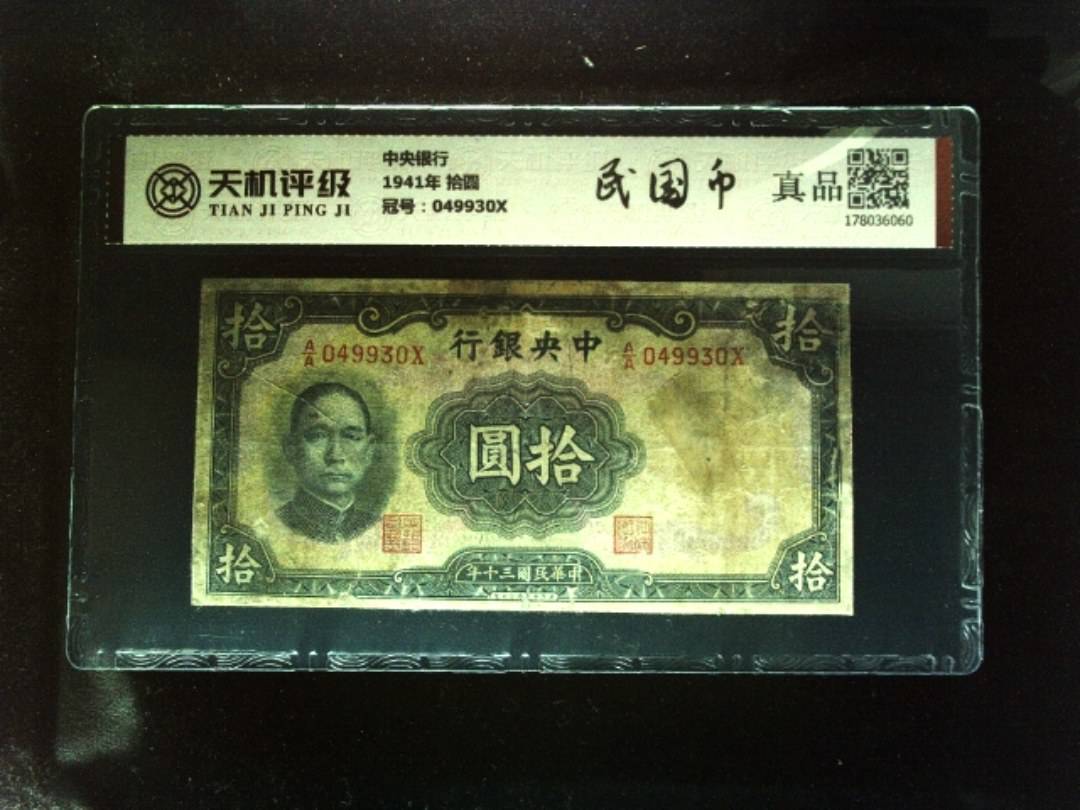 天机评级
TIAN JI PING JI
中央银行
1941年 拾圆
冠号：049930X
民国币
真品
178036060
拾
拾
A/A 049930X
行銀央中
A/A 049930X
圓拾
拾
年十三國民華中
拾